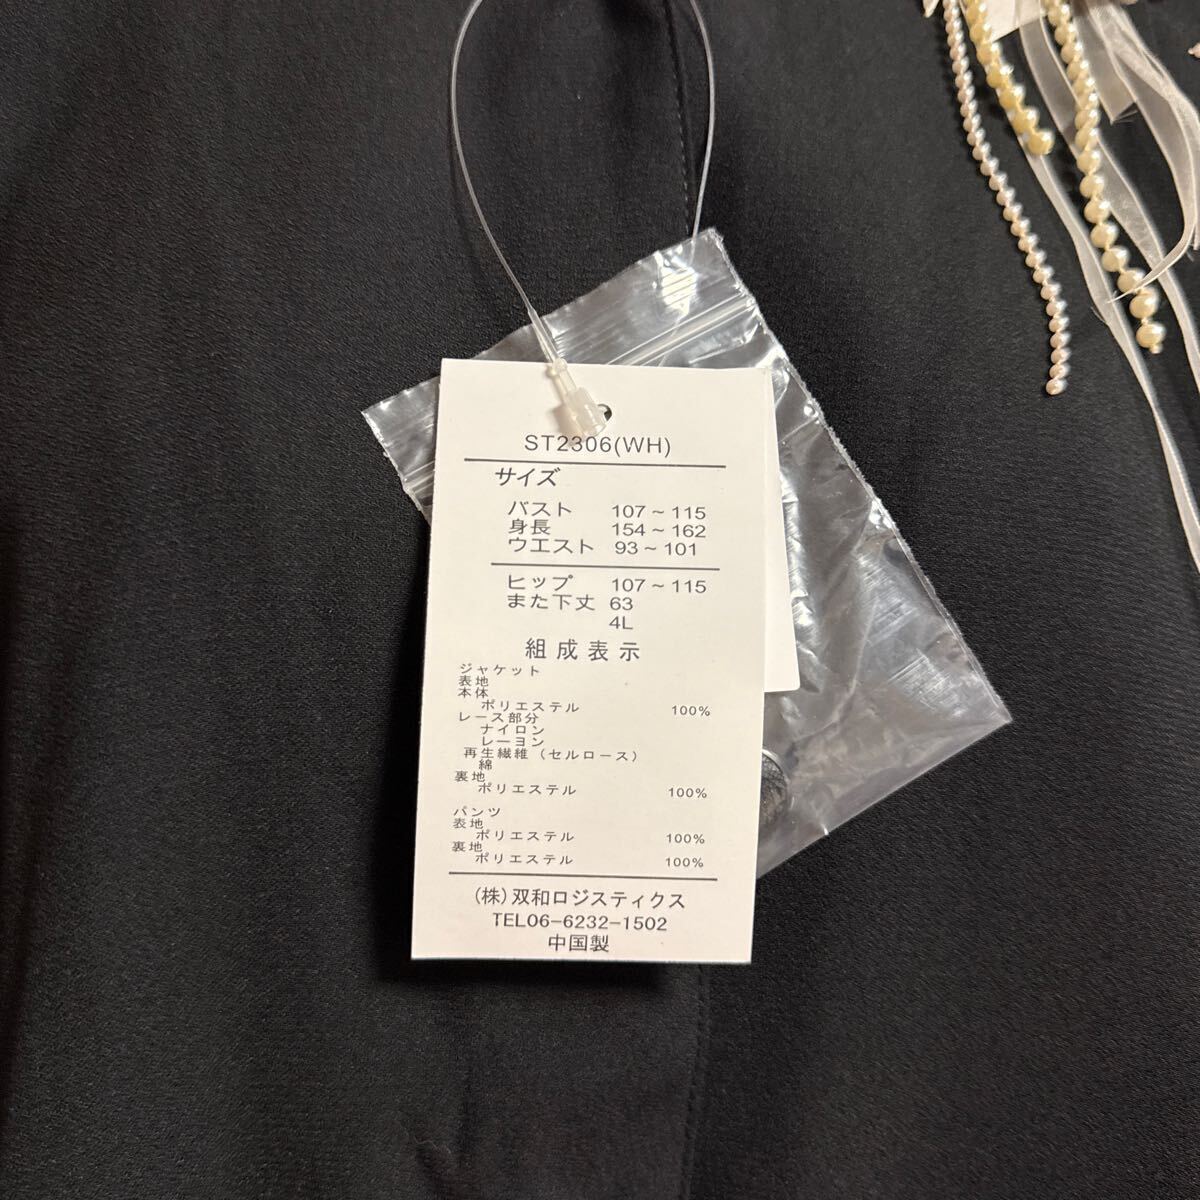 ST2306(WH)
サイズ
バスト 107~115
身長 154~162
ウエスト 93~101
ヒップ 107~115
また下丈 63
4L
組成表示
ジャケット
表地
本体
ポリエステル 100%
レース部分
ナイロン
レーヨン
再生繊維（セルロース）
綿
裏地
ポリエステル 100%
パンツ
表地
ポリエステル 100%
裏地
ポリエステル 100%
(株)双和ロジスティクス
TEL06-6232-1502
中国製